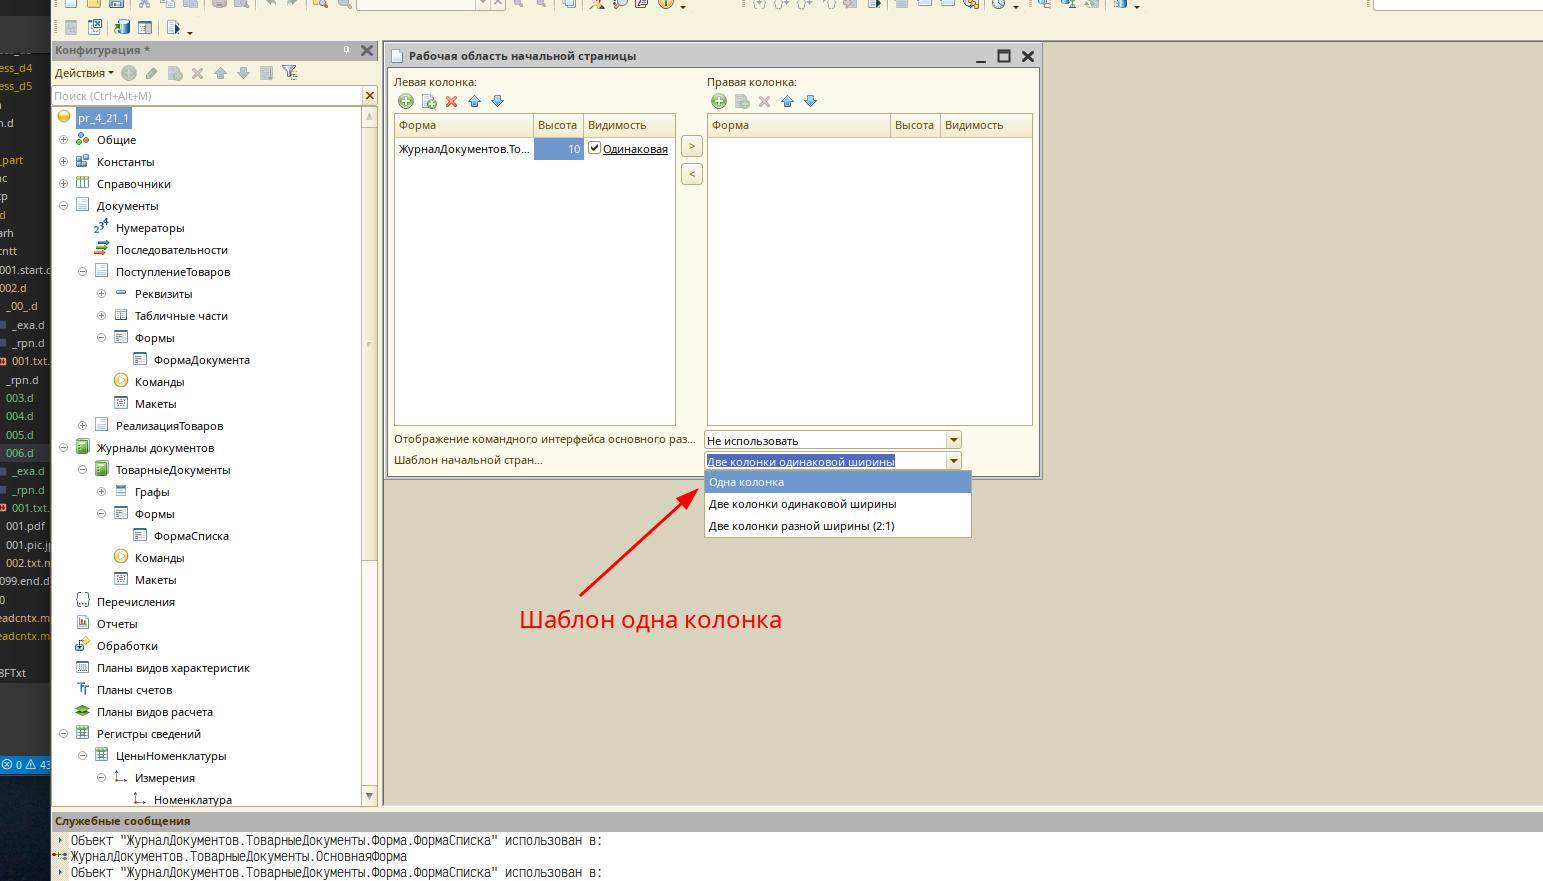 ess_d4
ess_d5
n.d
_part
ic
tp
d
arh
cntt
001.start.d
002.d
_00_.d
_exa.d
_rpn.d
001.txt.
_rpn.d
003.d
004.d
005.d
006.d
_exa.d
_rpn.d
001.txt.
001.pdf
001.pic.j
002.txt.m
099.end.d
0
eadcntx.m
eadcntx.m
8FTxt
0 43
Конфигурация *
Действия
Поиск (Ctrl+Alt+M)
pr_4_21_1
Общие
Константы
Справочники
Документы
Нумераторы
Последовательности
ПоступлениеТоваров
Реквизиты
Табличные части
Формы
ФормаДокумента
Команды
Макеты
РеализацияТоваров
Журналы документов
ТоварныеДокументы
Графы
Формы
ФормаСписка
Команды
Макеты
Перечисления
Отчеты
Обработки
Планы видов характеристик
Планы счетов
Планы видов расчета
Регистры сведений
ЦеныНоменклатуры
Измерения
Номенклатура
Рабочая область начальной страницы
Левая колонка:
Форма Высота Видимость
ЖурналДокументов.То... 10 Одинаковая
>
<
Правая колонка:
Форма Высота Видимость
Отображение командного интерфейса основного раз... Не использовать
Шаблон начальной стран... Две колонки одинаковой ширины
Одна колонка
Две колонки одинаковой ширины
Две колонки разной ширины (2:1)
Шаблон одна колонка
Служебные сообщения
Объект "ЖурналДокументов.ТоварныеДокументы.Форма.ФормаСписка" использован в:
ЖурналДокументов.ТоварныеДокументы.ОсновнаяФорма
Объект "ЖурналДокументов.ТоварныеДокументы.Форма.ФормаСписка" использован в: